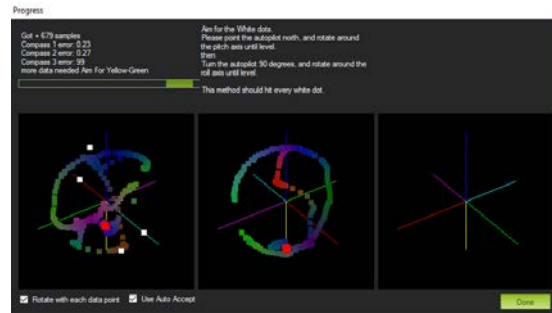 Progress
Got + 679 samples
Compass 1 error: 0.23
Compass 2 error: 0.27
Compass 3 error: 99
more data needed Aim For Yellow-Green
Aim for the White dots.
Please point the autopilot north, and rotate around
the pitch axis until level.
then
Turn the autopilot 90 degrees, and rotate around the
roll axis until level.
This method should hit every white dot.
Rotate with each data point
Use Auto Accept
Done